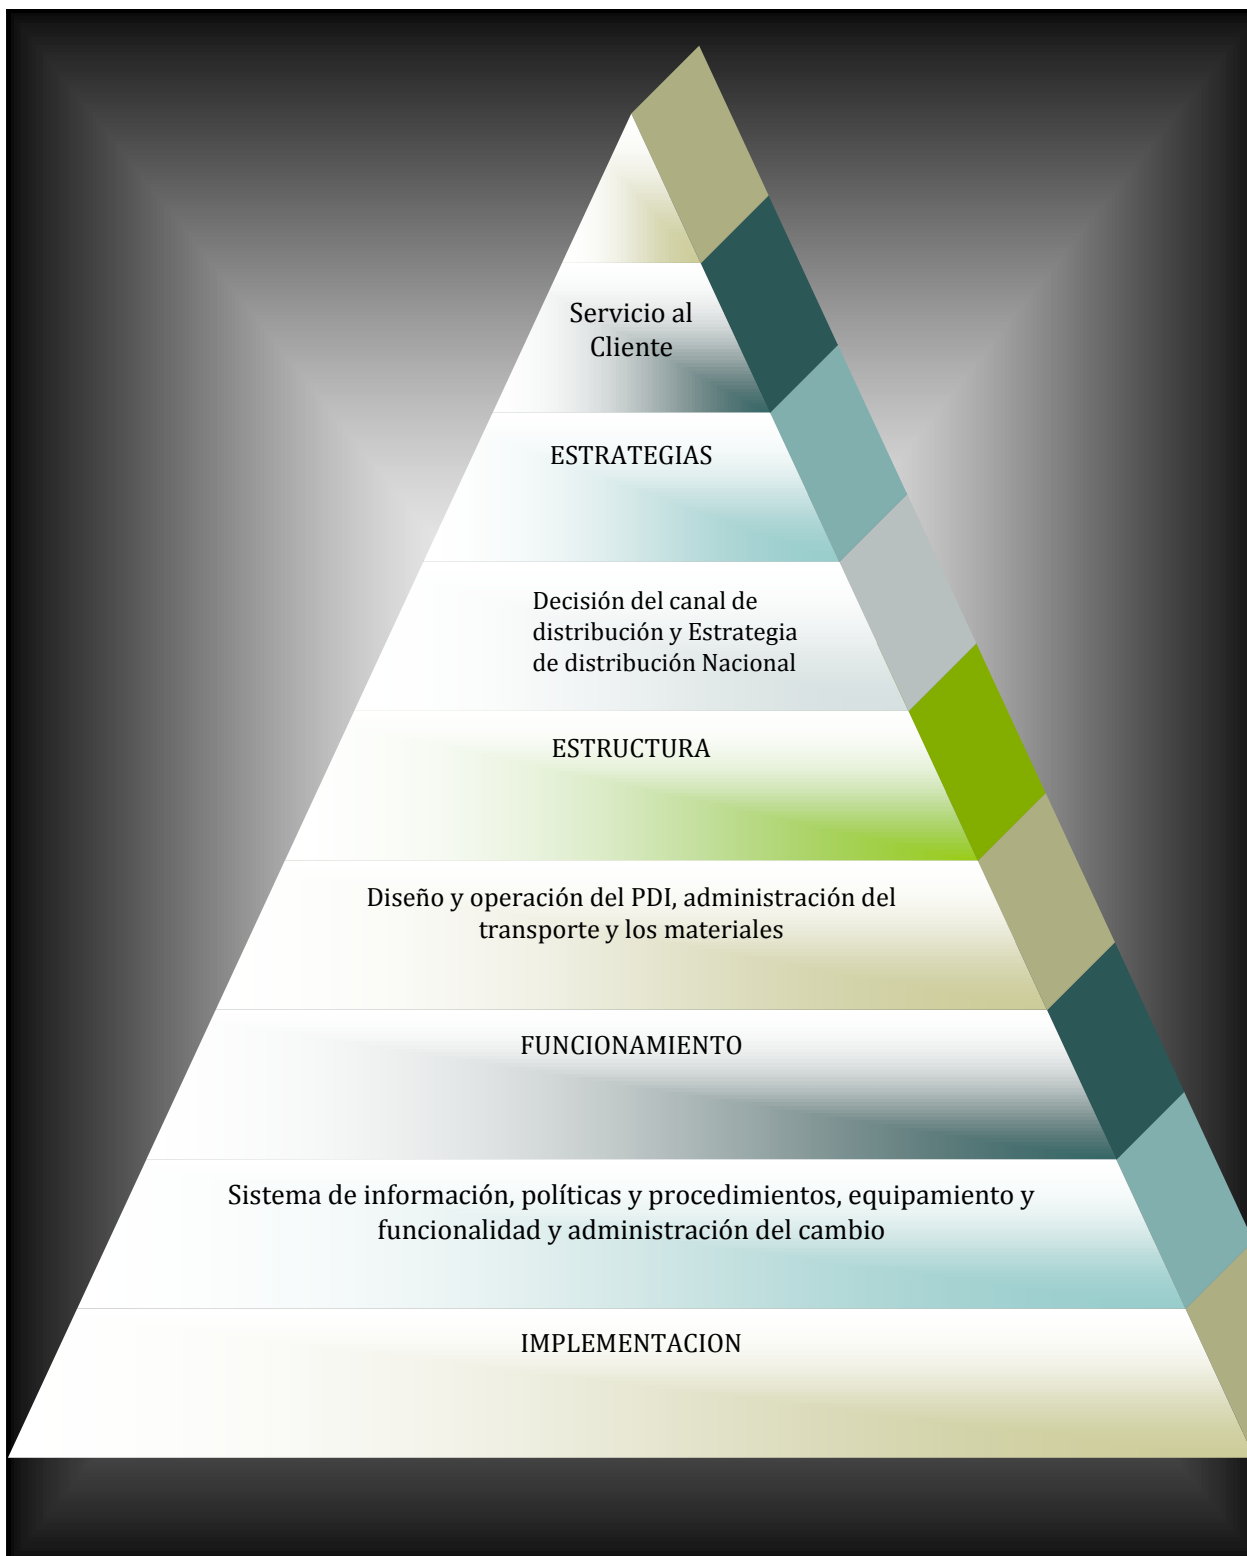 Servicio al
Cliente
ESTRATEGIAS
Decisión del canal de
distribución y Estrategia
de distribución Nacional
ESTRUCTURA
Diseño y operación del PDI, administración del
transporte y los materiales
FUNCIONAMIENTO
Sistema de información, políticas y procedimientos, equipamiento y
funcionalidad y administración del cambio
IMPLEMENTACION